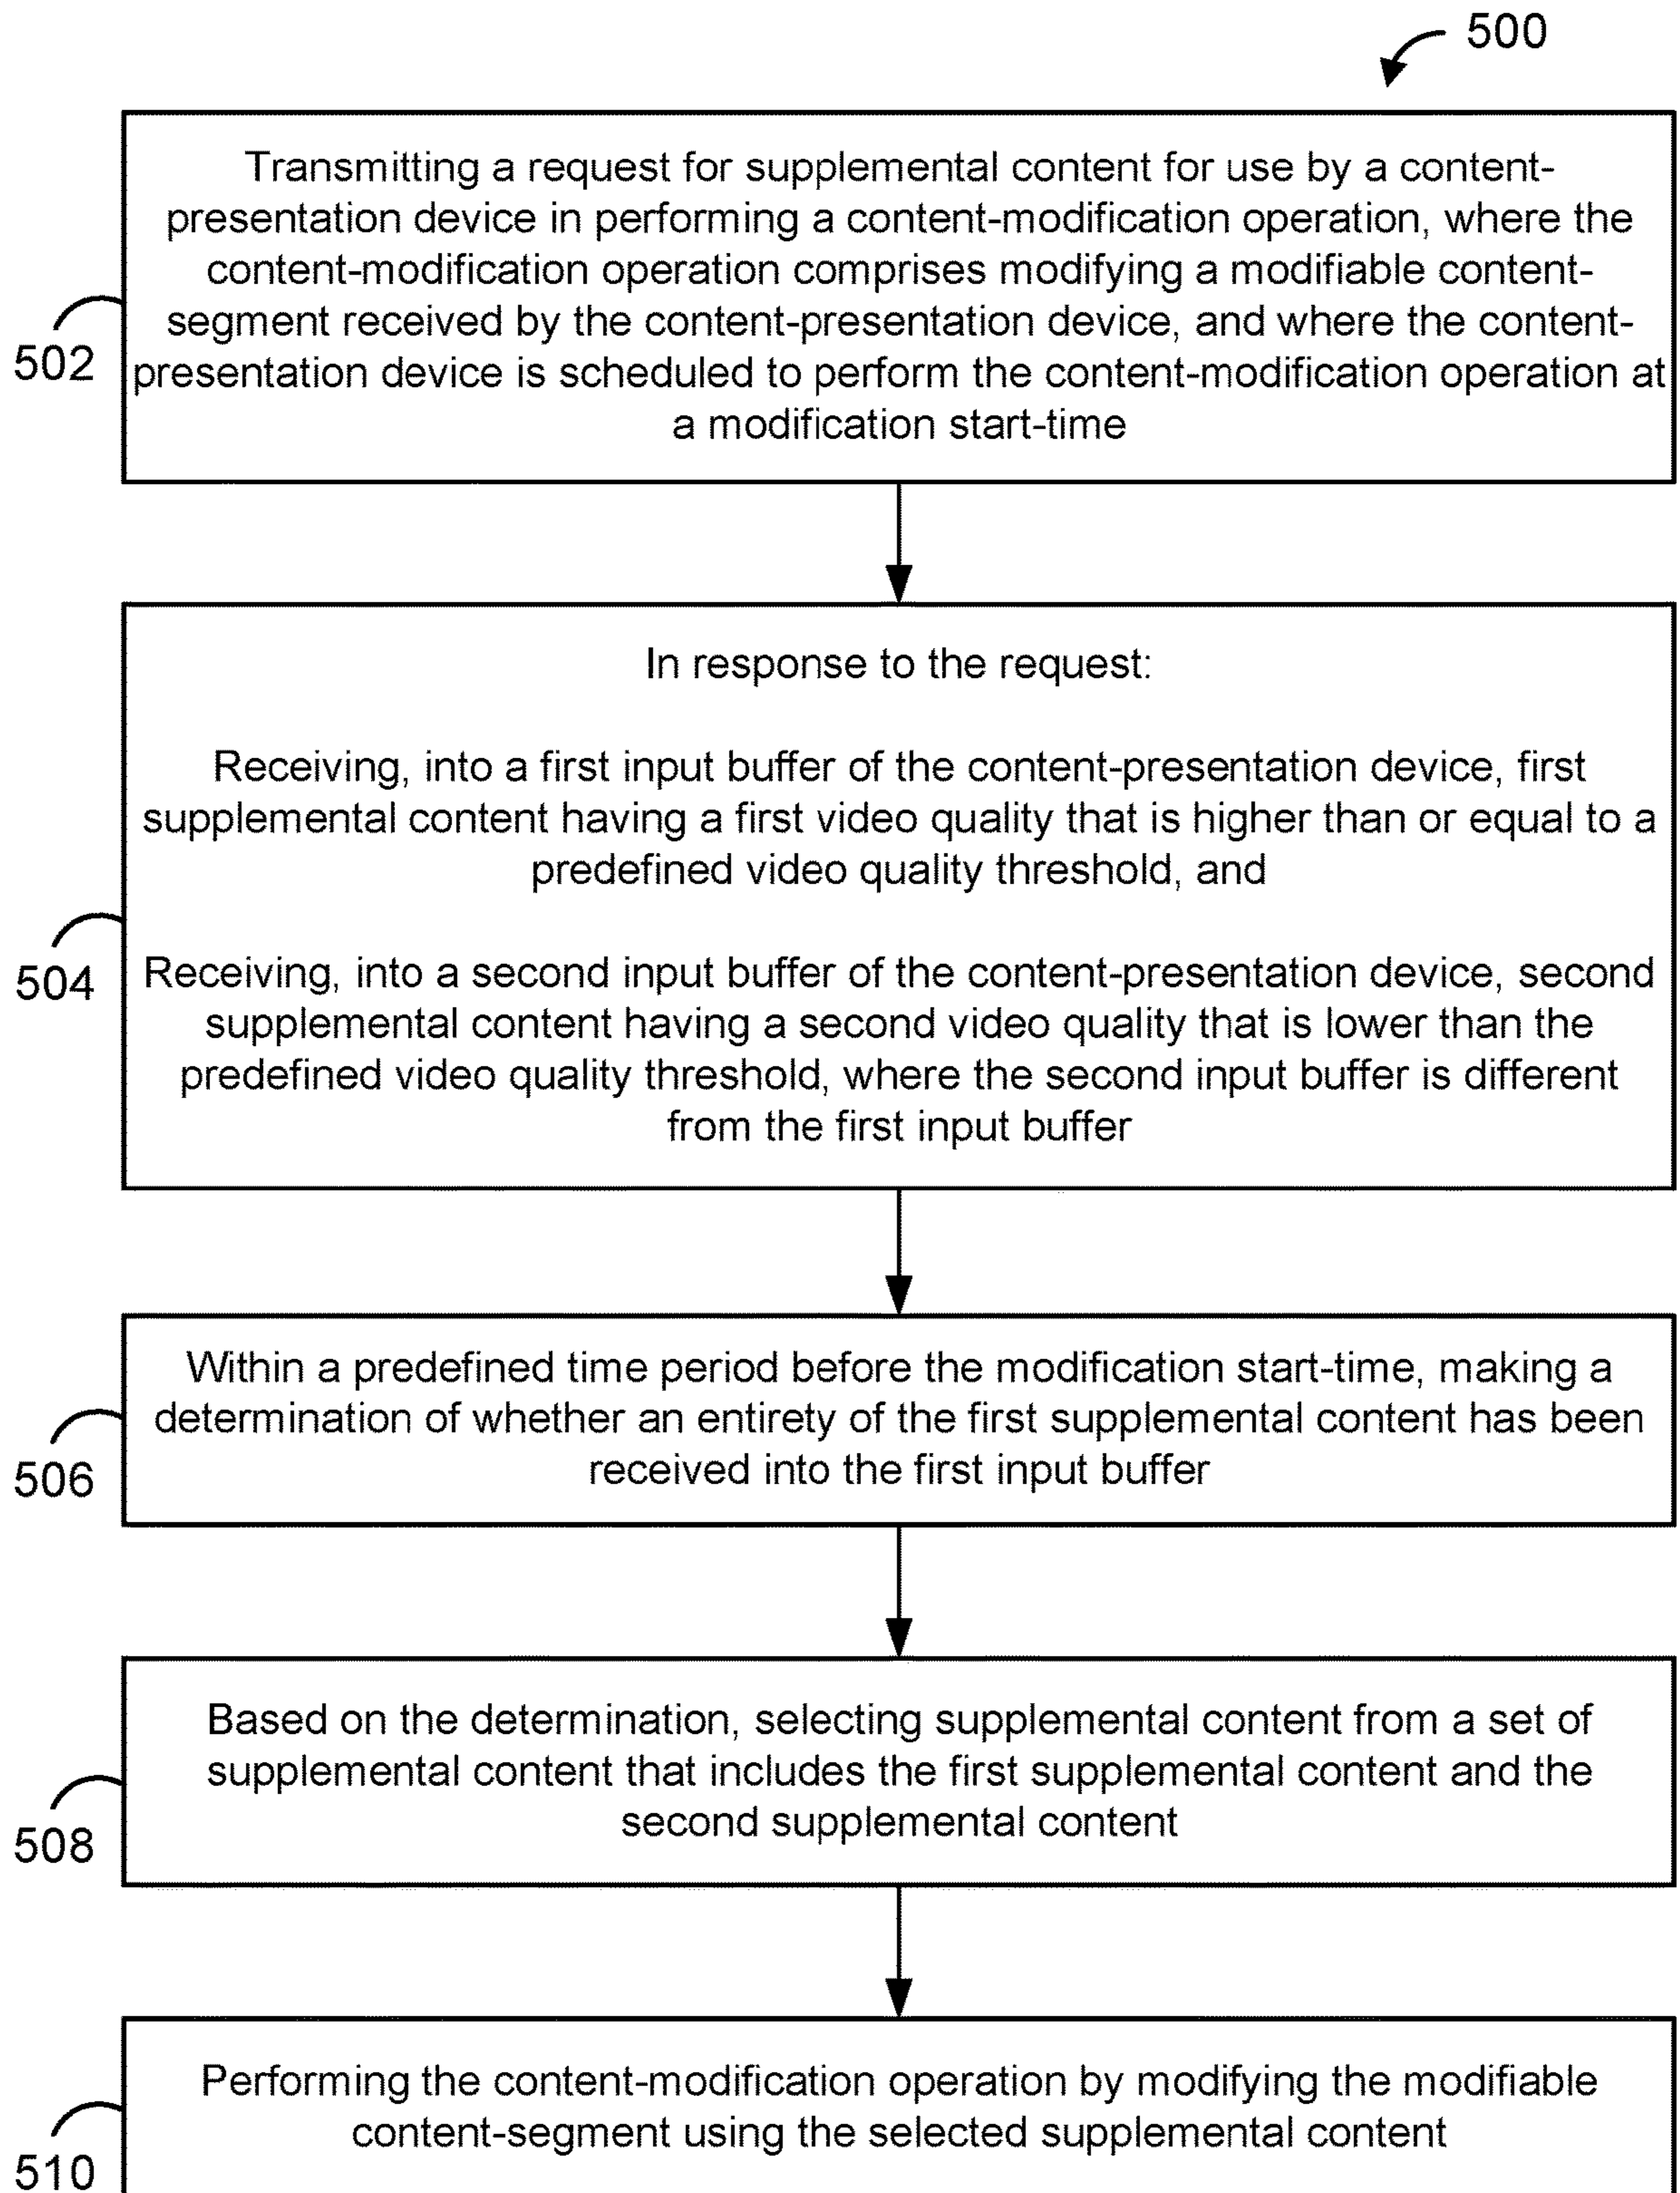 500
Transmitting a request for supplemental content for use by a content-
presentation device in performing a content-modification operation, where the
content-modification operation comprises modifying a modifiable content-
segment received by the content-presentation device, and where the content-
presentation device is scheduled to perform the content-modification operation at
a modification start-time
502
In response to the request:
Receiving, into a first input buffer of the content-presentation device, first
supplemental content having a first video quality that is higher than or equal to a
predefined video quality threshold, and
Receiving, into a second input buffer of the content-presentation device, second
supplemental content having a second video quality that is lower than the
predefined video quality threshold, where the second input buffer is different
from the first input buffer
504
Within a predefined time period before the modification start-time, making a
determination of whether an entirety of the first supplemental content has been
received into the first input buffer
506
Based on the determination, selecting supplemental content from a set of
supplemental content that includes the first supplemental content and the
second supplemental content
508
Performing the content-modification operation by modifying the modifiable
content-segment using the selected supplemental content
510